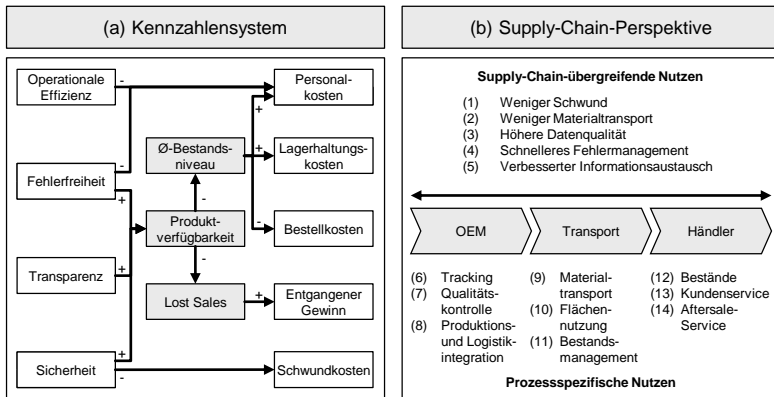 (a) Kennzahlensystem
Operationale
Effizienz
-
Personal-
kosten
+
Ø-Bestands-
niveau
+
Lagerhaltungs-
kosten
-
Fehlerfreiheit
+
-
Produkt-
verfügbarkeit
-
Bestellkosten
-
Transparenz
+
Lost Sales
+
Entgangener
Gewinn
+
Sicherheit
-
Schwundkosten
(b) Supply-Chain-Perspektive
Supply-Chain-übergreifende Nutzen
(1) Weniger Schwund
(2) Weniger Materialtransport
(3) Höhere Datenqualität
(4) Schnelleres Fehlermanagement
(5) Verbesserter Informationsaustausch
OEM
Transport
Händler
(6) Tracking
(7) Qualitäts-
kontrolle
(8) Produktions-
und Logistik-
integration
(9) Material-
transport
(10) Flächen-
nutzung
(11) Bestands-
management
(12) Bestände
(13) Kundenservice
(14) Aftersale-
Service
Prozessspezifische Nutzen